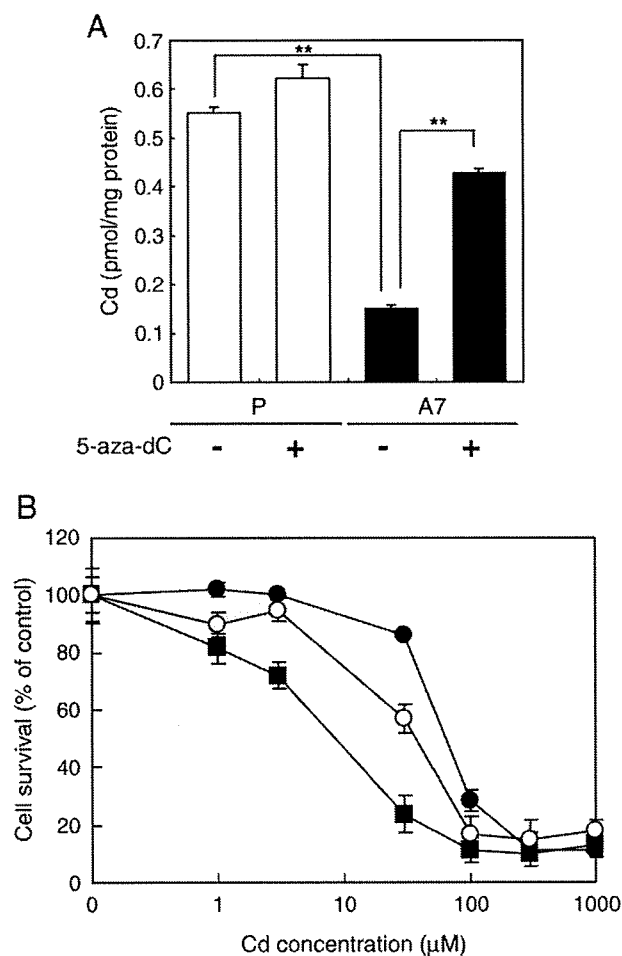 A
Cd (pmol/mg protein)
0.7
0.6
0.5
0.4
0.3
0.2
0.1
0
**
**
P A7
5-aza-dC - + - +
B
Cell survival (% of control)
120
100
80
60
40
20
0
0 1 10 100 1000
Cd concentration (μM)